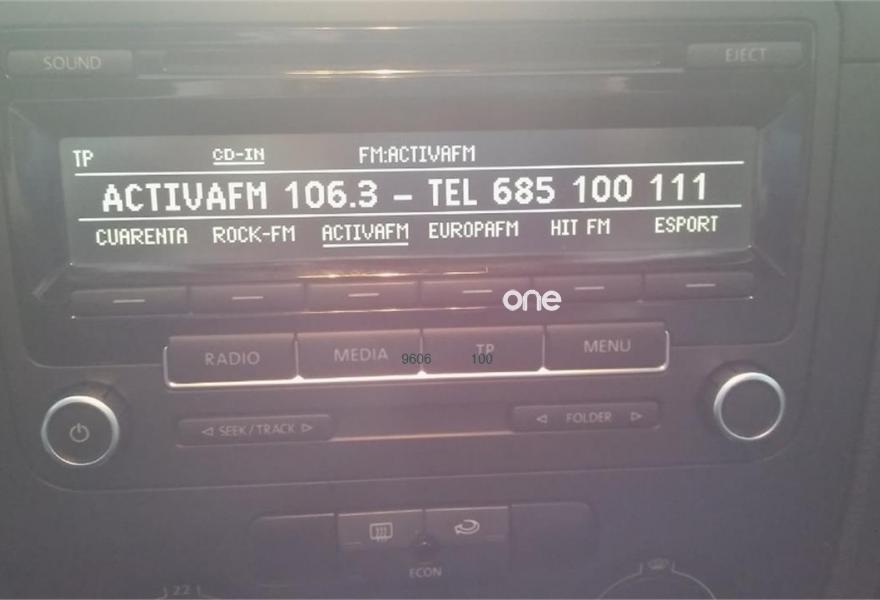 SOUND
EJECT
TP CD-IN FM:ACTIVAFM
ACTIVAFM 106.3 - TEL 685 100 111
CUARENTA ROCK-FM ACTIVAFM EUROPAFM HIT FM ESPORT
one
RADIO MEDIA TP MENU
9606 100
SEEK/TRACK FOLDER
ECON
22